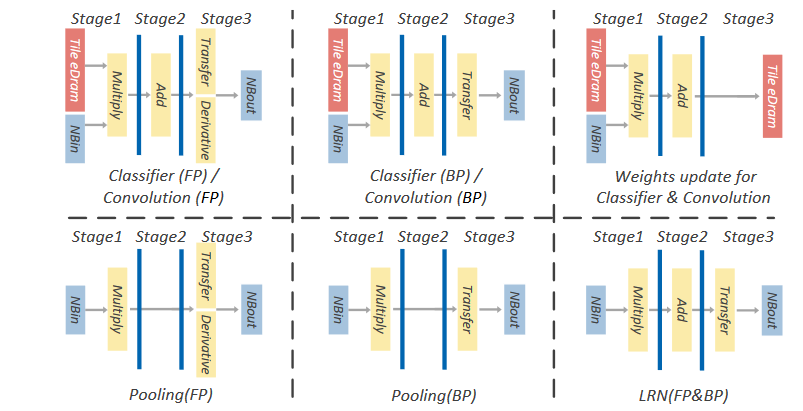 Stage1 Stage2 Stage3
Tile eDram
NBin
Multiply
Add
Transfer
Derivative
NBout
Classifier (FP) /
Convolution (FP)
Stage1 Stage2 Stage3
Tile eDram
NBin
Multiply
Add
Transfer
NBout
Classifier (BP) /
Convolution (BP)
Stage1 Stage2 Stage3
Tile eDram
NBin
Multiply
Add
Tile eDram
Weights update for
Classifier & Convolution
Stage1 Stage2 Stage3
NBin
Multiply
Transfer
Derivative
NBout
Pooling(FP)
Stage1 Stage2 Stage3
NBin
Multiply
Transfer
NBout
Pooling(BP)
Stage1 Stage2 Stage3
NBin
Multiply
Add
Transfer
NBout
LRN(FP&BP)